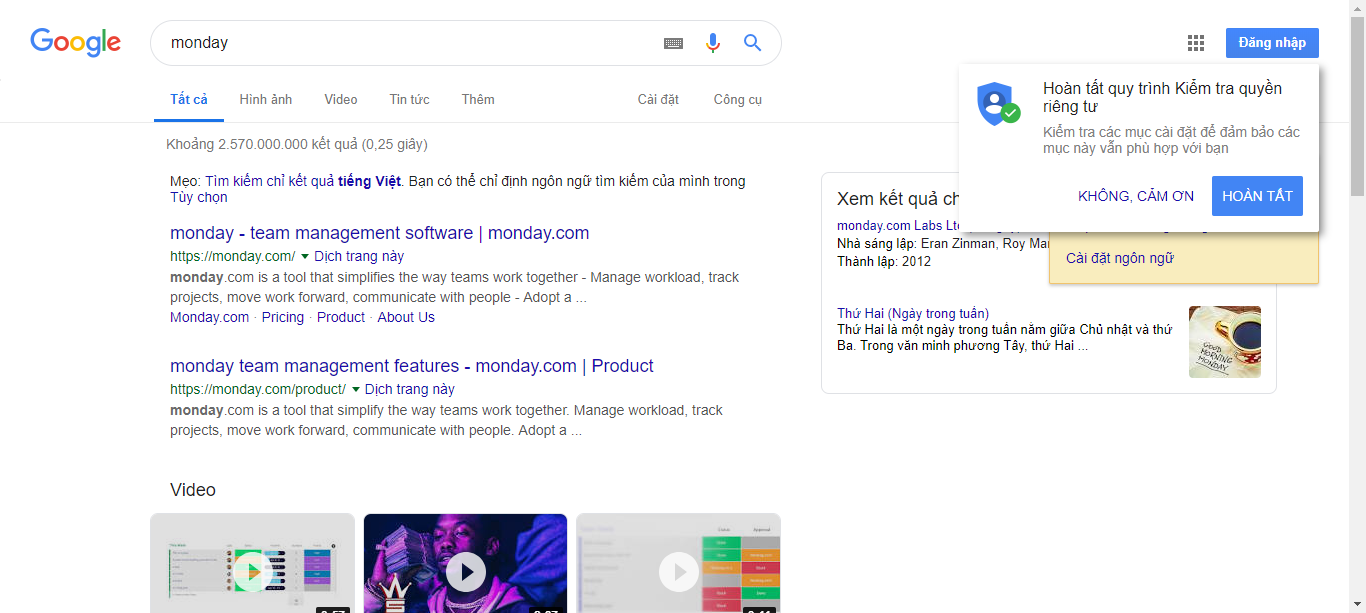 Google
monday
Đăng nhập
Tất cả
Hình ảnh
Video
Tin tức
Thêm
Cài đặt
Công cụ
Hoàn tất quy trình Kiểm tra quyền
riêng tư
Kiểm tra các mục cài đặt để đảm bảo các
mục này vẫn phù hợp với bạn
KHÔNG, CẢM ƠN
HOÀN TẤT
Cài đặt ngôn ngữ
Khoảng 2.570.000.000 kết quả (0,25 giây)
Mẹo: Tìm kiếm chỉ kết quả tiếng Việt. Bạn có thể chỉ định ngôn ngữ tìm kiếm của mình trong
Tùy chọn
monday - team management software | monday.com
https://monday.com/ Dịch trang này
monday.com is a tool that simplifies the way teams work together - Manage workload, track
projects, move work forward, communicate with people - Adopt a ...
Monday.com · Pricing · Product · About Us
monday team management features - monday.com | Product
https://monday.com/product/ Dịch trang này
monday.com is a tool that simplify the way teams work together. Manage workload, track
projects, move work forward, communicate with people. Adopt a ...
Video
Xem kết quả
monday.com Labs
Nhà sáng lập: Eran Zinman, Roy
Thành lập: 2012
Thứ Hai (Ngày trong tuần)
Thứ Hai là một ngày trong tuần nằm giữa Chủ nhật và thứ
Ba. Trong văn minh phương Tây, thứ Hai ...
GOOD
MORNING
MONDAY